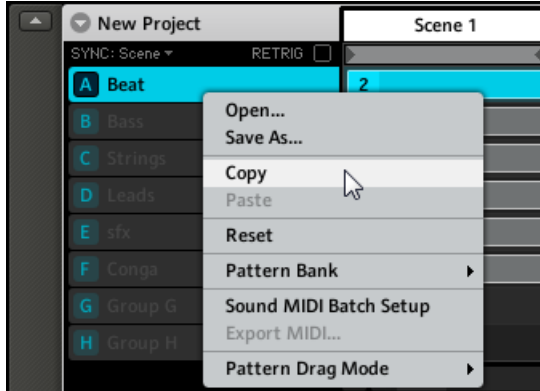 New Project
Scene 1
SYNC: Scene
RETRIG
A Beat
2
B Bass
C Strings
D Leads
E sfx
F Conga
G Group G
H Group H
Open...
Save As...
Copy
Paste
Reset
Pattern Bank
Sound MIDI Batch Setup
Export MIDI...
Pattern Drag Mode